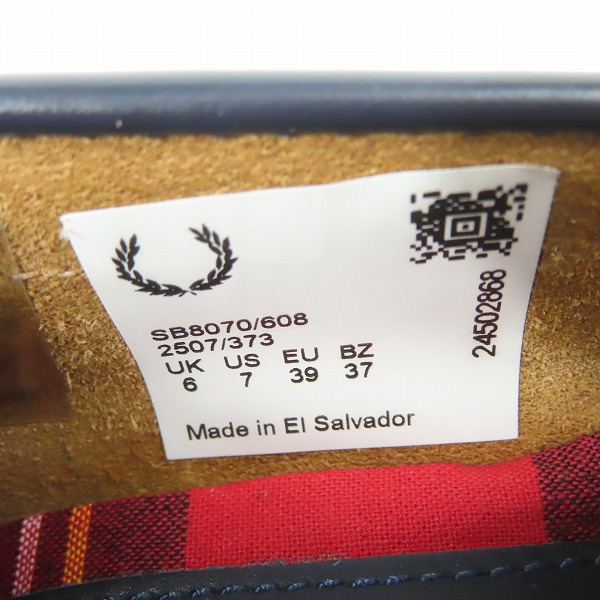 SB8070/608
2507/373
UK US EU BZ
6 7 39 37
Made in El Salvador
24502868